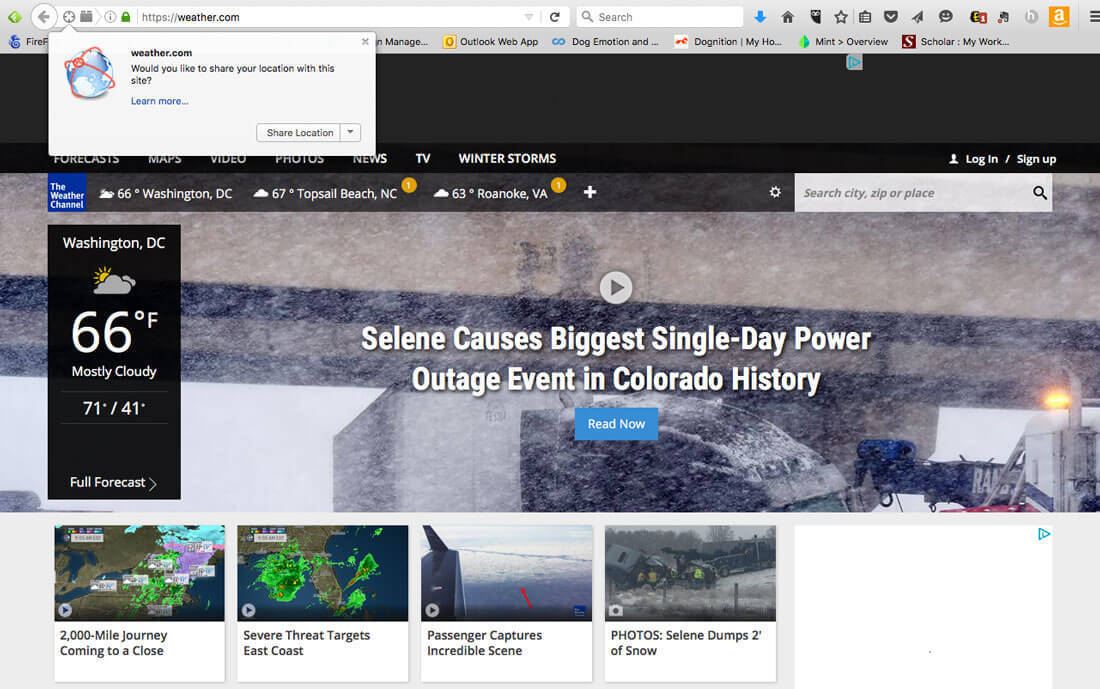 https://weather.com
Search
1
n Manage...
Outlook Web App
Dog Emotion and ...
Dognition | My Ho...
Mint > Overview
Scholar : My Work...
weather.com
Would you like to share your location with this
site?
Learn more...
Share Location
FORECASTS MAPS VIDEO PHOTOS NEWS TV WINTER STORMS
Log In / Sign up
The
Weather
Channel
66 ° Washington, DC
67 ° Topsail Beach, NC 1
63 ° Roanoke, VA 1
Search city, zip or place
Washington, DC
66°F
Mostly Cloudy
71° / 41°
Full Forecast
Selene Causes Biggest Single-Day Power
Outage Event in Colorado History
Read Now
2,000-Mile Journey
Coming to a Close
Severe Threat Targets
East Coast
Passenger Captures
Incredible Scene
PHOTOS: Selene Dumps 2'
of Snow